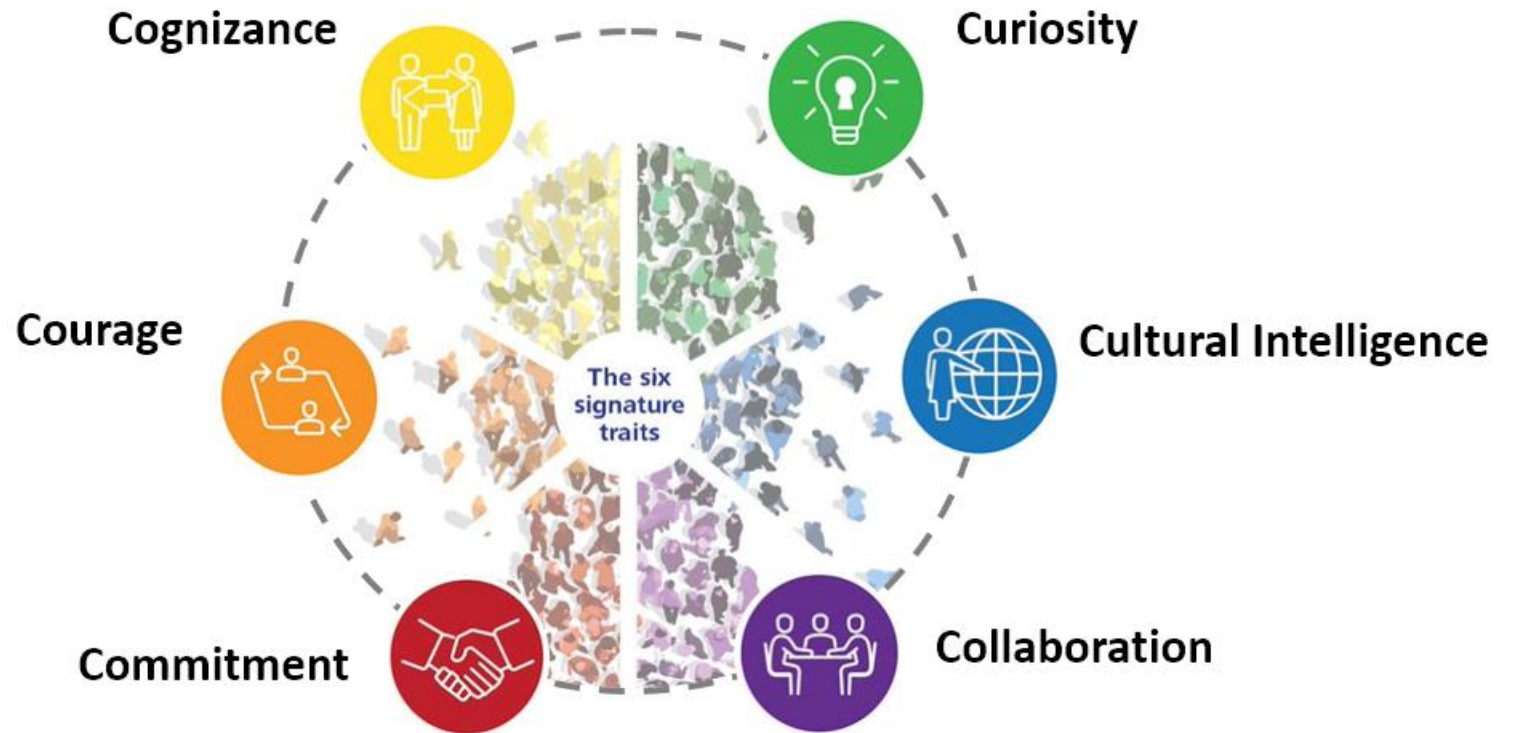 Cognizance
Curiosity
Courage
Cultural Intelligence
The six
signature
traits
Commitment
Collaboration